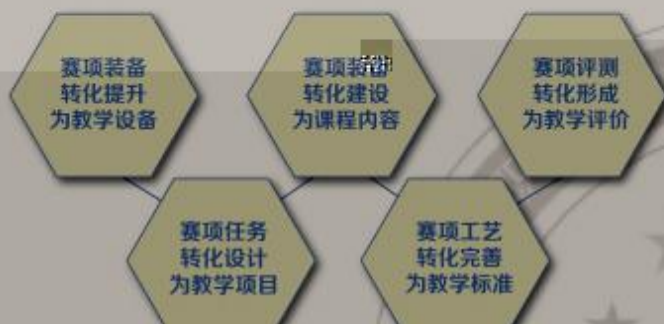 赛项装备
转化提升
为教学设备
赛项
转化建设
为课程内容
赛项评测
转化形成
为教学评价
赛项任务
转化设计
为教学项目
赛项工艺
转化完善
为教学标准